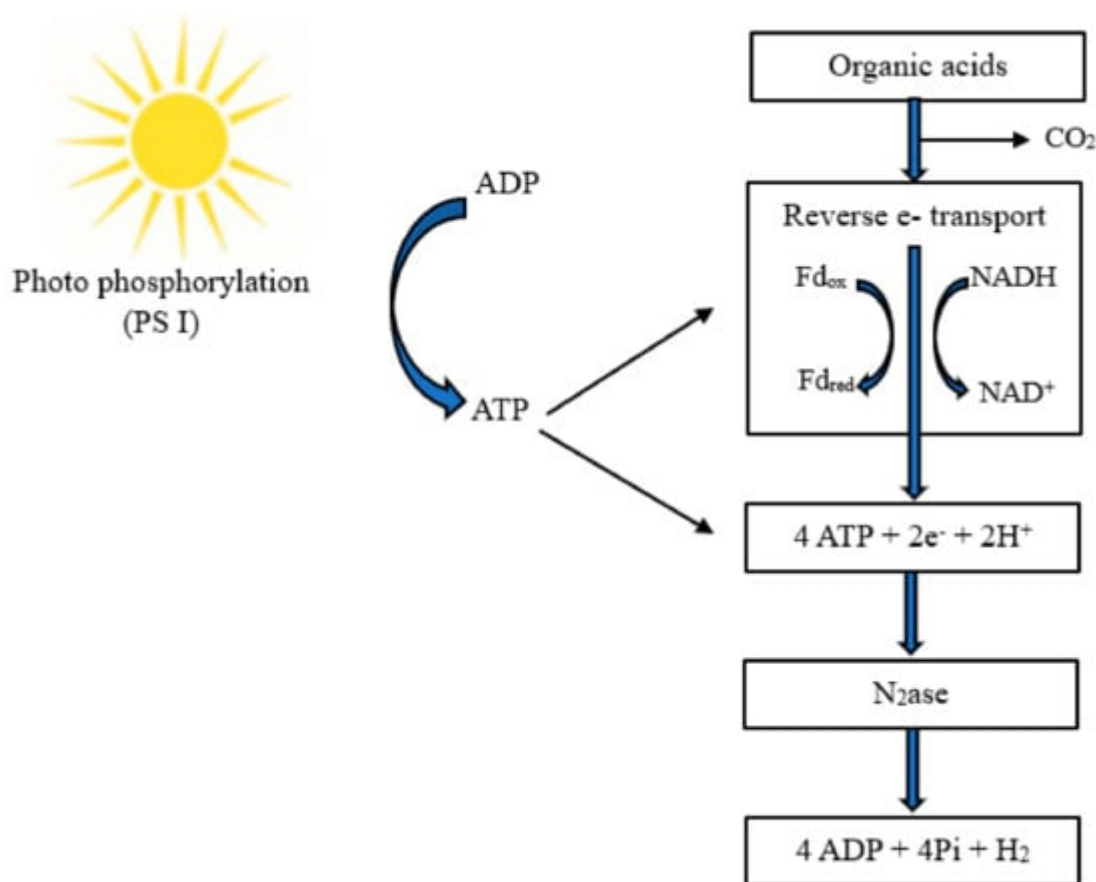 Photo phosphorylation
(PS I)
ADP
ATP
Organic acids
CO₂
Reverse e- transport
Fdₒₓ
NADH
Fd_red
NAD⁺
4 ATP + 2e⁻ + 2H⁺
N₂ase
4 ADP + 4Pi + H₂